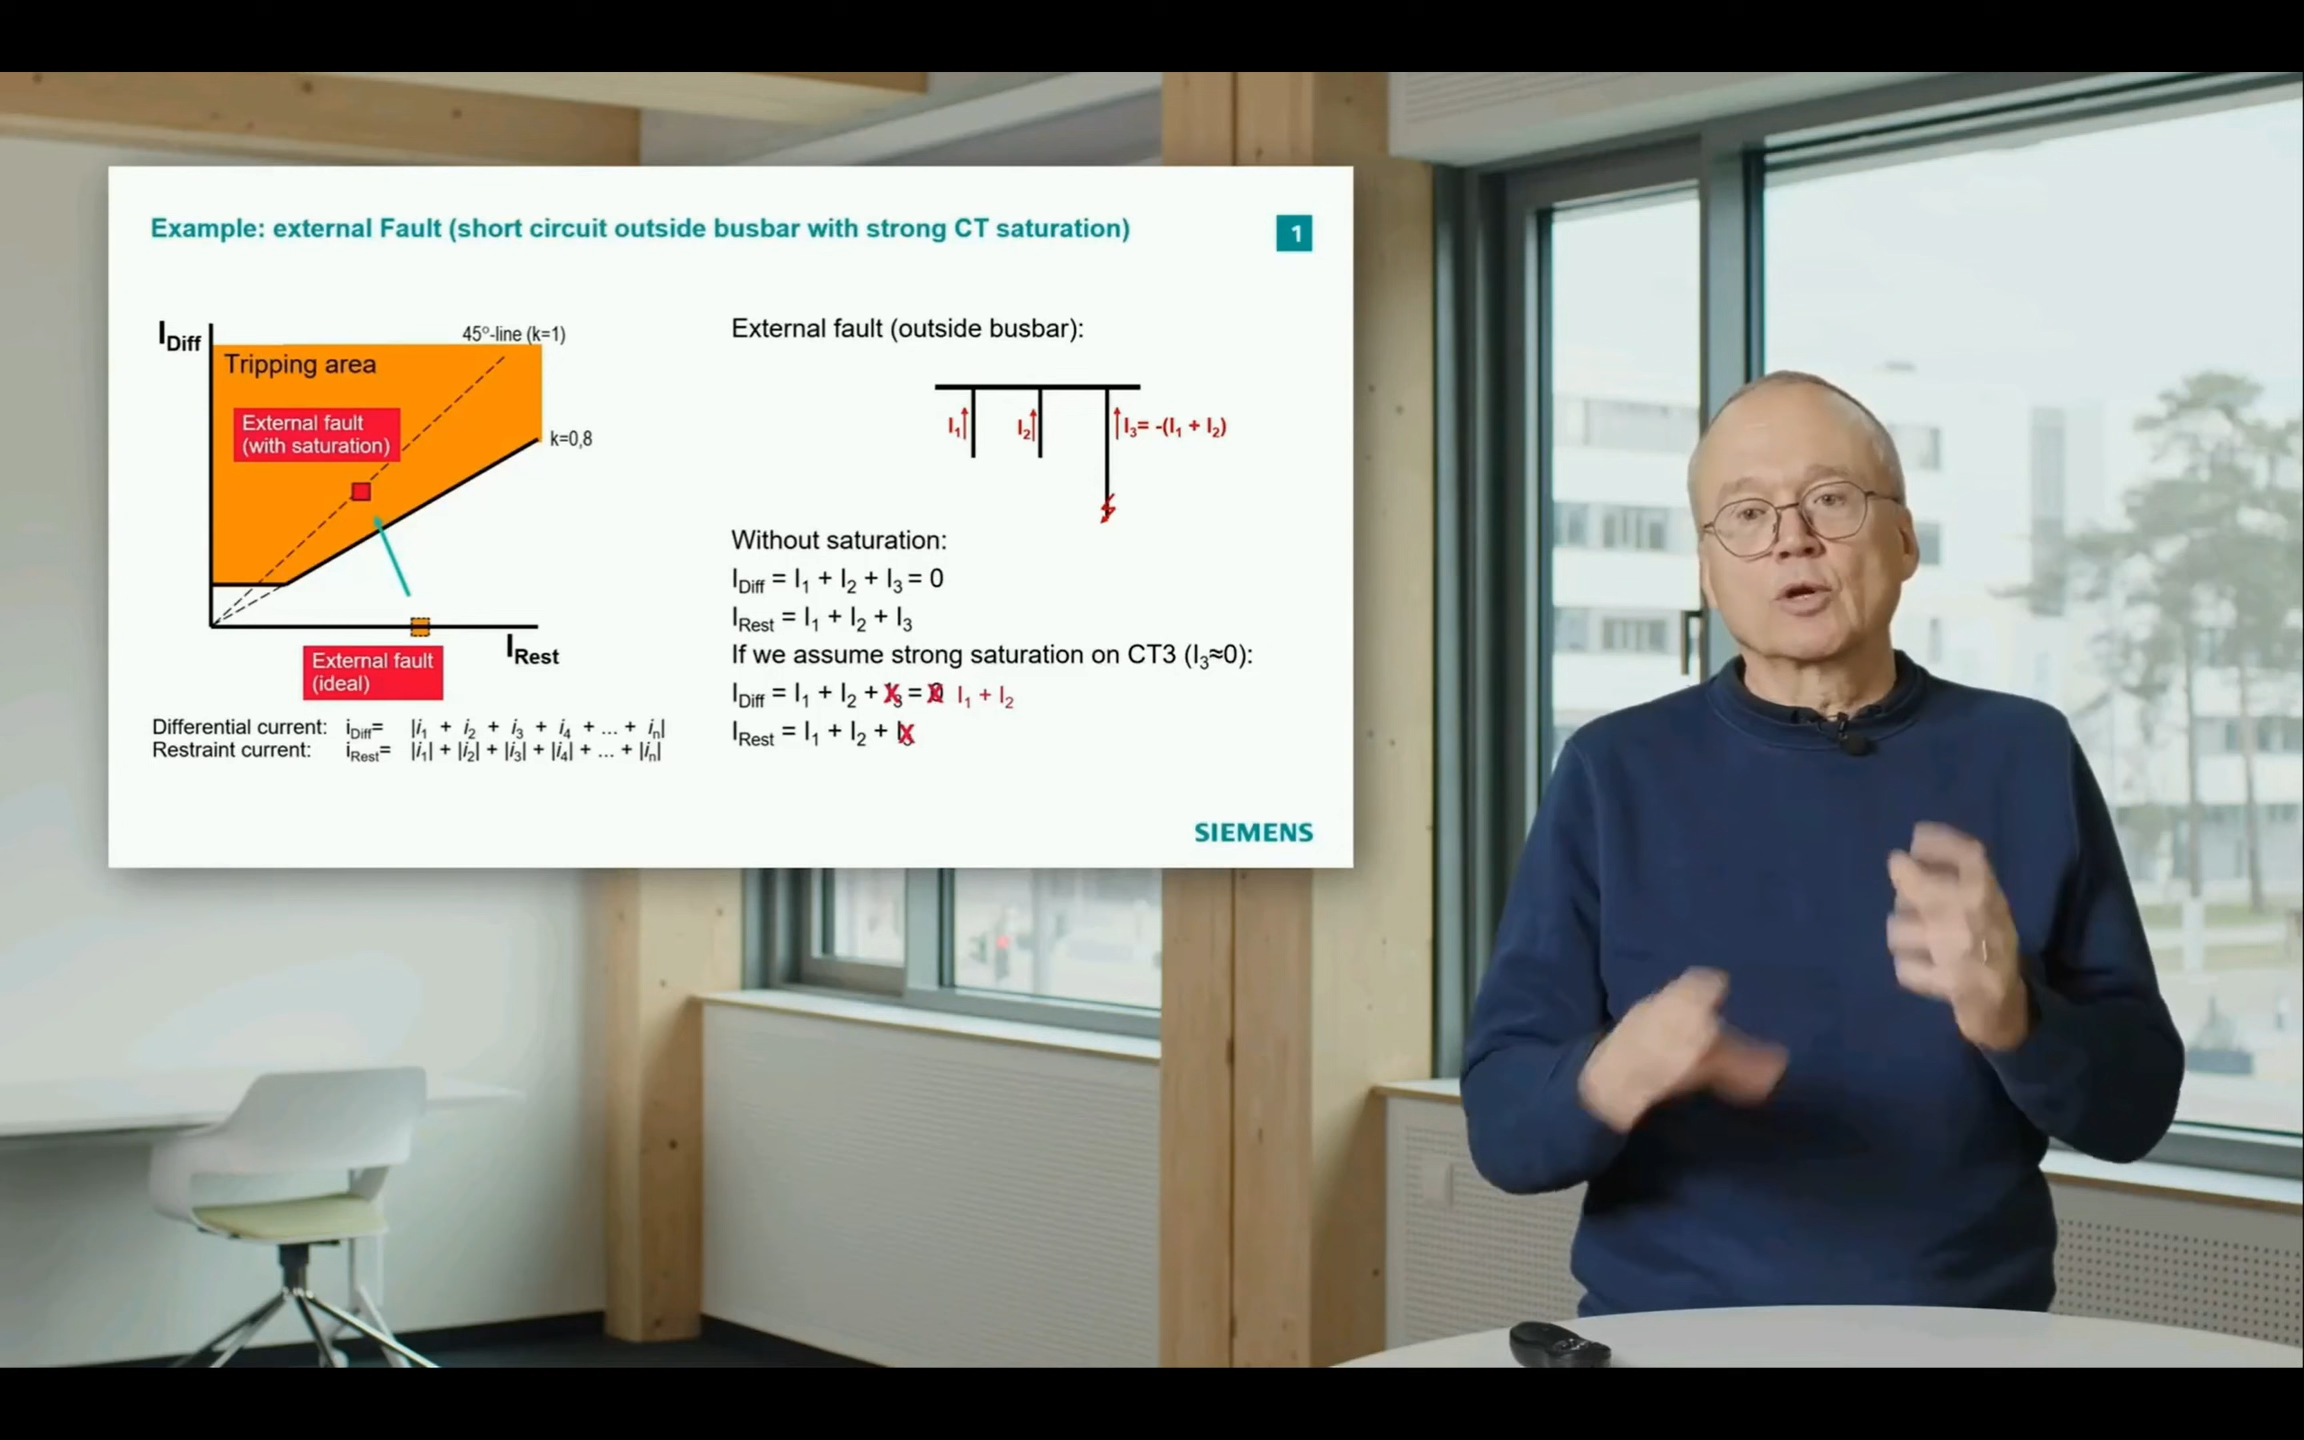 Example: external Fault (short circuit outside busbar with strong CT saturation)
1
I Diff
45°-line (k=1)
Tripping area
External fault
(with saturation)
k=0,8
I Rest
External fault
(ideal)
Differential current: iDiff= |i1 + i2 + i3 + i4 + ... + in|
Restraint current: iRest= |i1| + |i2| + |i3| + |i4| + ... + |in|
External fault (outside busbar):
I1
I2
I3= -(I1 + I2)
Without saturation:
IDiff = I1 + I2 + I3 = 0
IRest = I1 + I2 + I3
If we assume strong saturation on CT3 (I3≈0):
IDiff = I1 + I2 + I3 = 0 I1 + I2
IRest = I1 + I2 + I3
SIEMENS